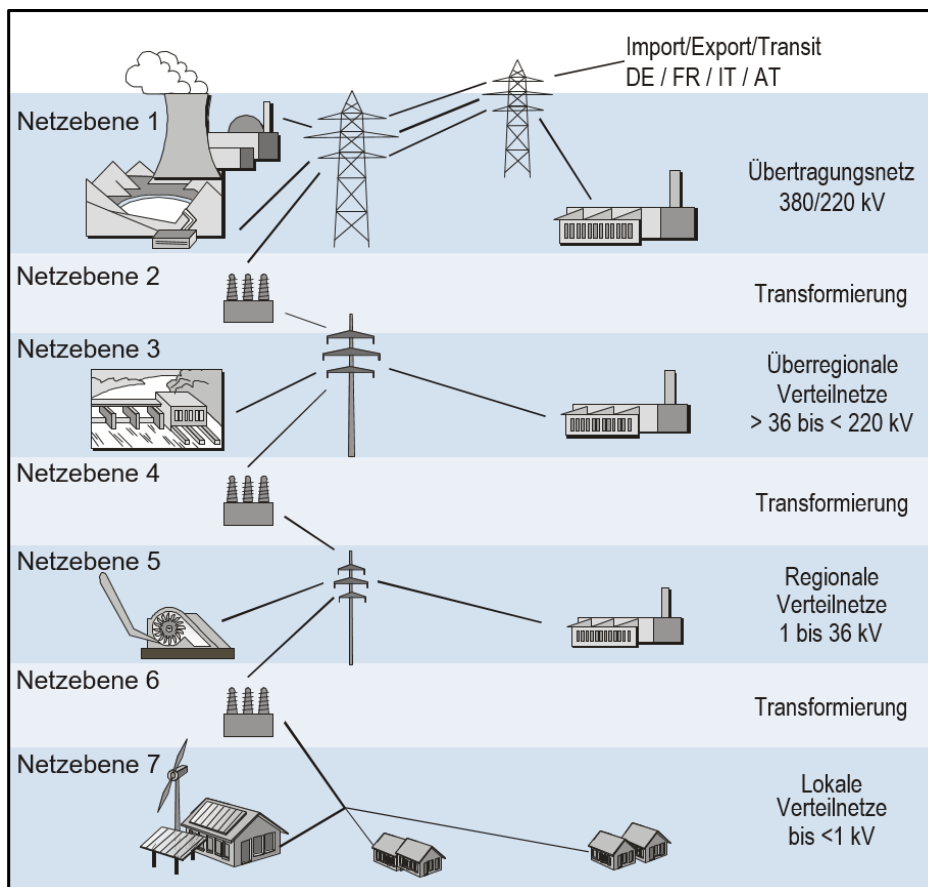 Import/Export/Transit
DE / FR / IT / AT
Netzebene 1
Übertragungsnetz
380/220 kV
Netzebene 2
Transformierung
Netzebene 3
Überregionale
Verteilnetze
> 36 bis < 220 kV
Netzebene 4
Transformierung
Netzebene 5
Regionale
Verteilnetze
1 bis 36 kV
Netzebene 6
Transformierung
Netzebene 7
Lokale
Verteilnetze
bis <1 kV